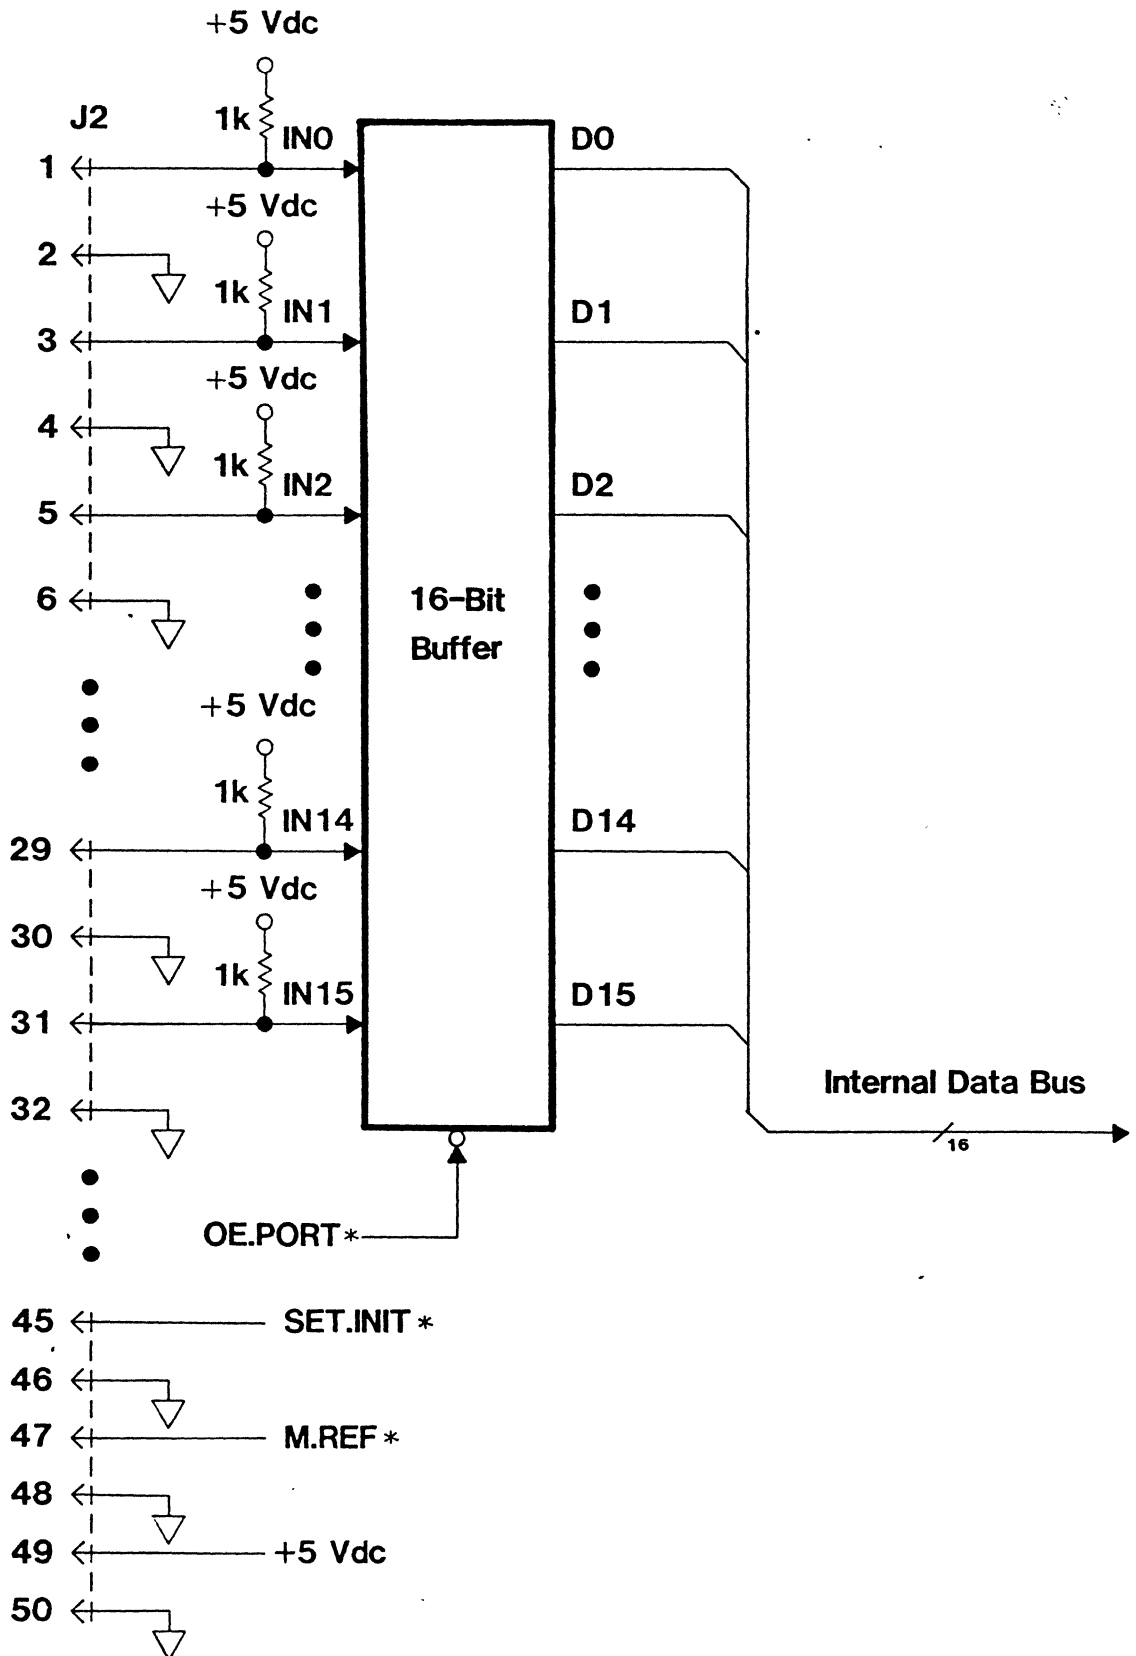 +5 Vdc
J2
1k
IN0
D0
1
+5 Vdc
2
1k
IN1
D1
3
+5 Vdc
4
1k
IN2
D2
5
6
16-Bit
Buffer
+5 Vdc
1k
IN14
D14
29
+5 Vdc
30
1k
IN15
D15
31
Internal Data Bus
32
16
OE.PORT*
45
SET.INIT*
46
47
M.REF*
48
49
+5 Vdc
50